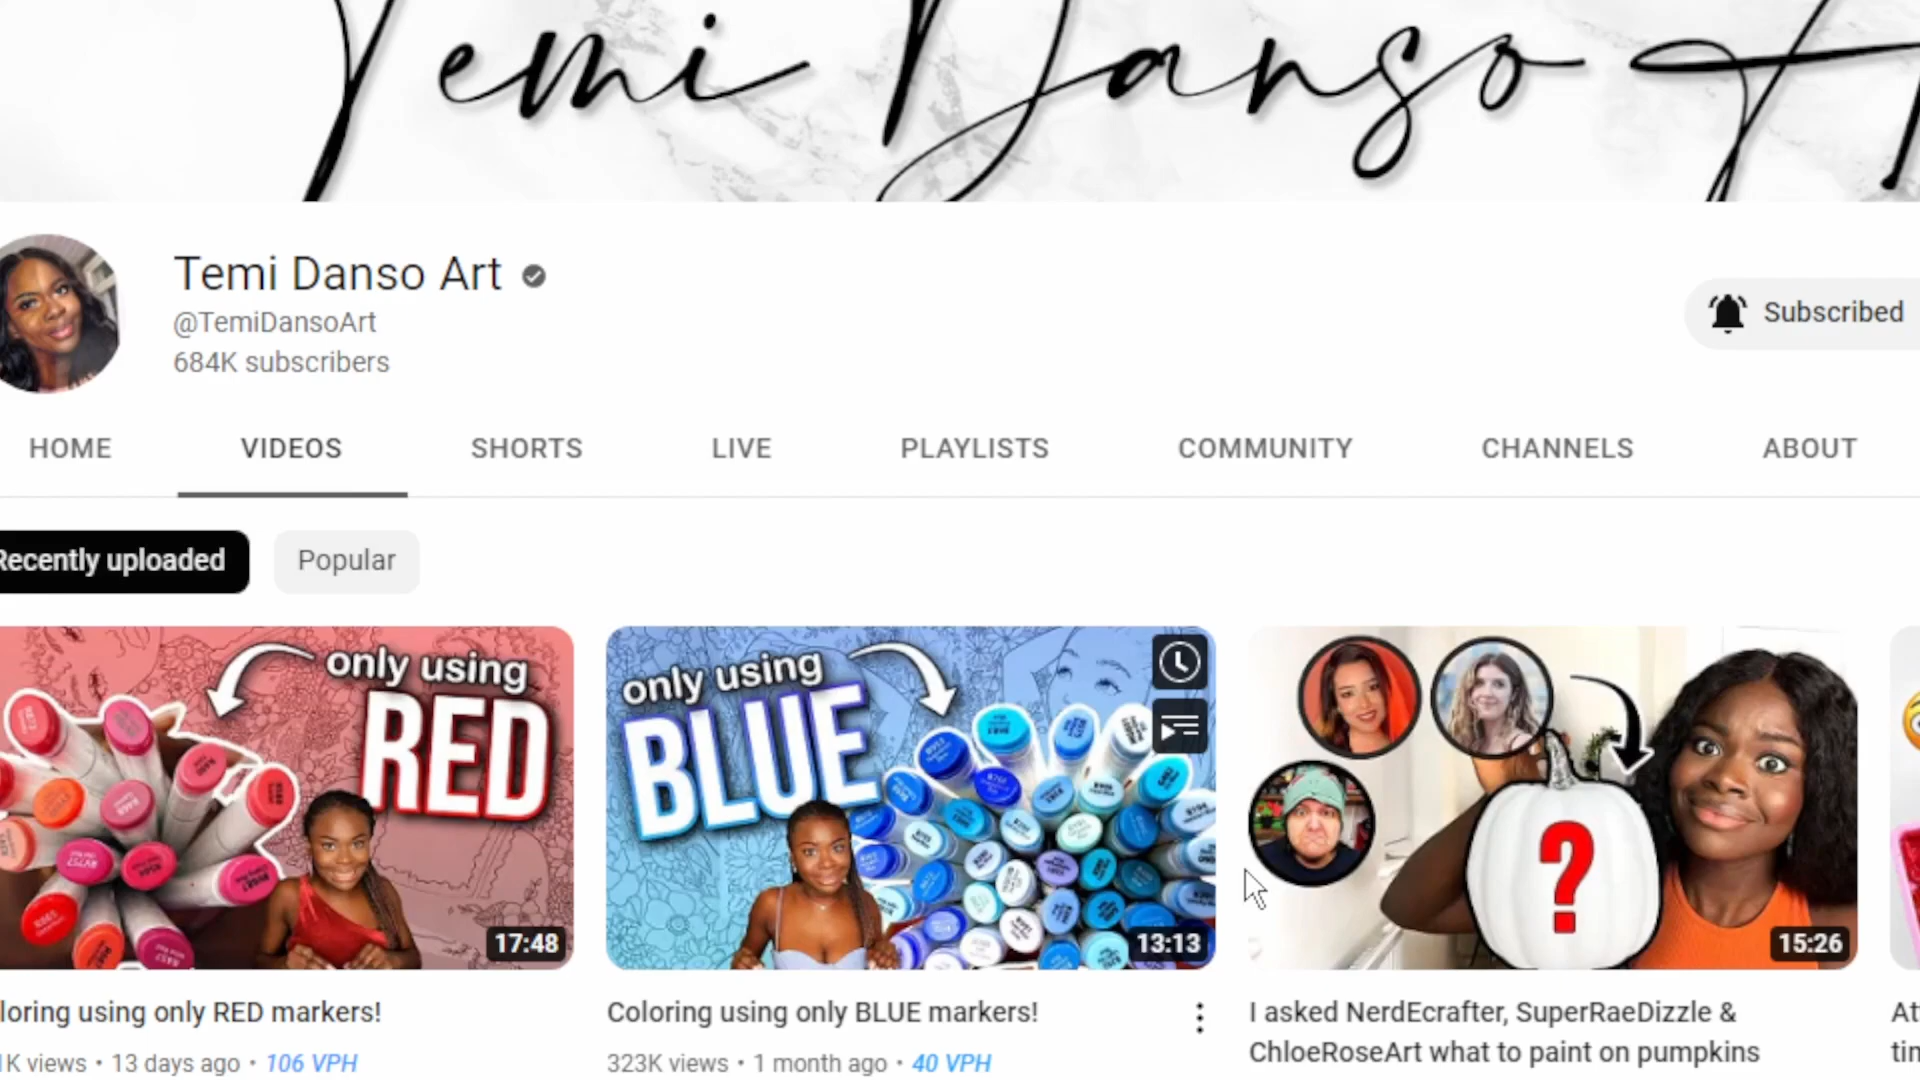 Temi Danso
Temi Danso Art
@TemiDansoArt
684K subscribers
Subscribed
HOME VIDEOS SHORTS LIVE PLAYLISTS COMMUNITY CHANNELS ABOUT
Recently uploaded Popular
only using
RED
17:48
only using
BLUE
13:13
?
15:26
loring using only RED markers!
K views • 13 days ago • 106 VPH
Coloring using only BLUE markers!
323K views • 1 month ago • 40 VPH
I asked NerdEcrafter, SuperRaeDizzle &
ChloeRoseArt what to paint on pumpkins